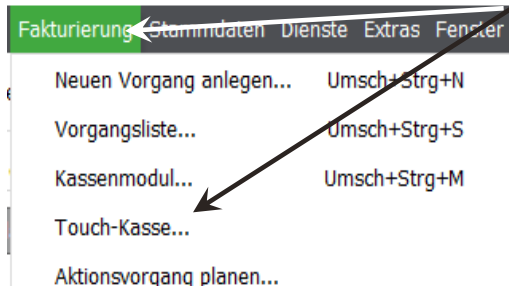 Fakturierung Stammdaten Dienste Extras Fenster
Neuen Vorgang anlegen... Umsch+Strg+N
Vorgangsliste... Umsch+Strg+S
Kassenmodul... Umsch+Strg+M
Touch-Kasse...
Aktionsvorgang planen...